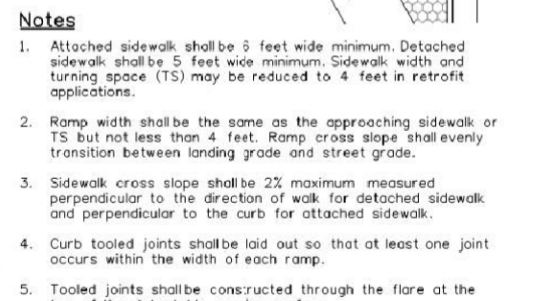 Notes
1. Attached sidewalk shall be 6 feet wide minimum. Detached
sidewalk shall be 5 feet wide minimum. Sidewalk width and
turning space (TS) may be reduced to 4 feet in retrofit
applications.
2. Ramp width shall be the same as the approaching sidewalk or
TS but not less than 4 feet. Ramp cross slope shall evenly
transition between landing grade and street grade.
3. Sidewalk cross slope shall be 2% maximum measured
perpendicular to the direction of walk for detached sidewalk
and perpendicular to the curb for attached sidewalk.
4. Curb tooled joints shall be laid out so that at least one joint
occurs within the width of each ramp.
5. Tooled joints shall be constructed through the flare at the